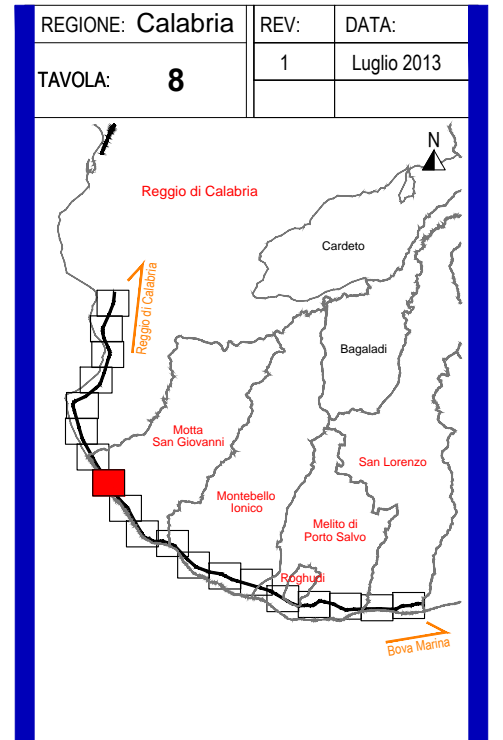 REGIONE: Calabria
REV:
DATA:
TAVOLA: 8
1
Luglio 2013
N
Reggio di Calabria
Cardeto
Reggio di Calabria
Bagaladi
Motta
San Giovanni
San Lorenzo
Montebello
Ionico
Melito di
Porto Salvo
Roghudi
Bova Marina